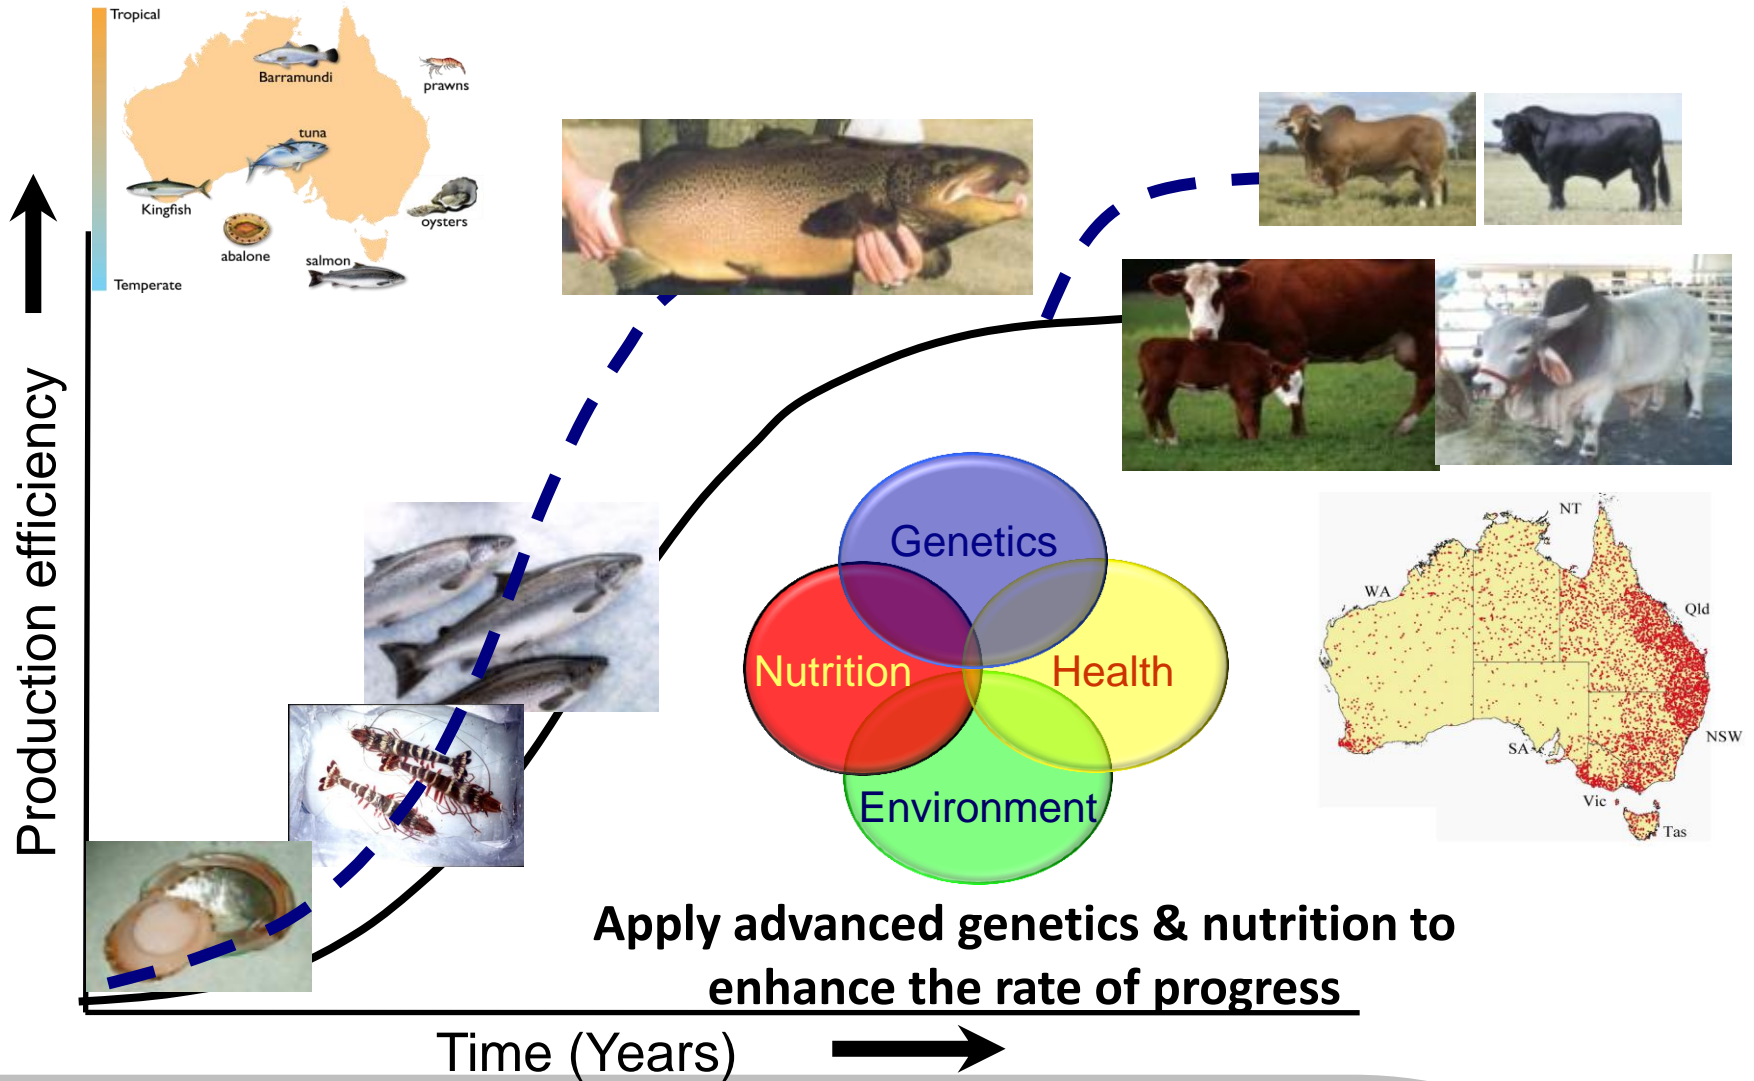 Tropical
Barramundi
prawns
tuna
Kingfish
oysters
abalone
salmon
Temperate
Production efficiency
Genetics
Nutrition
Health
Environment
NT
WA
Qld
SA
NSW
Vic
Tas
Apply advanced genetics & nutrition to
enhance the rate of progress
Time (Years)